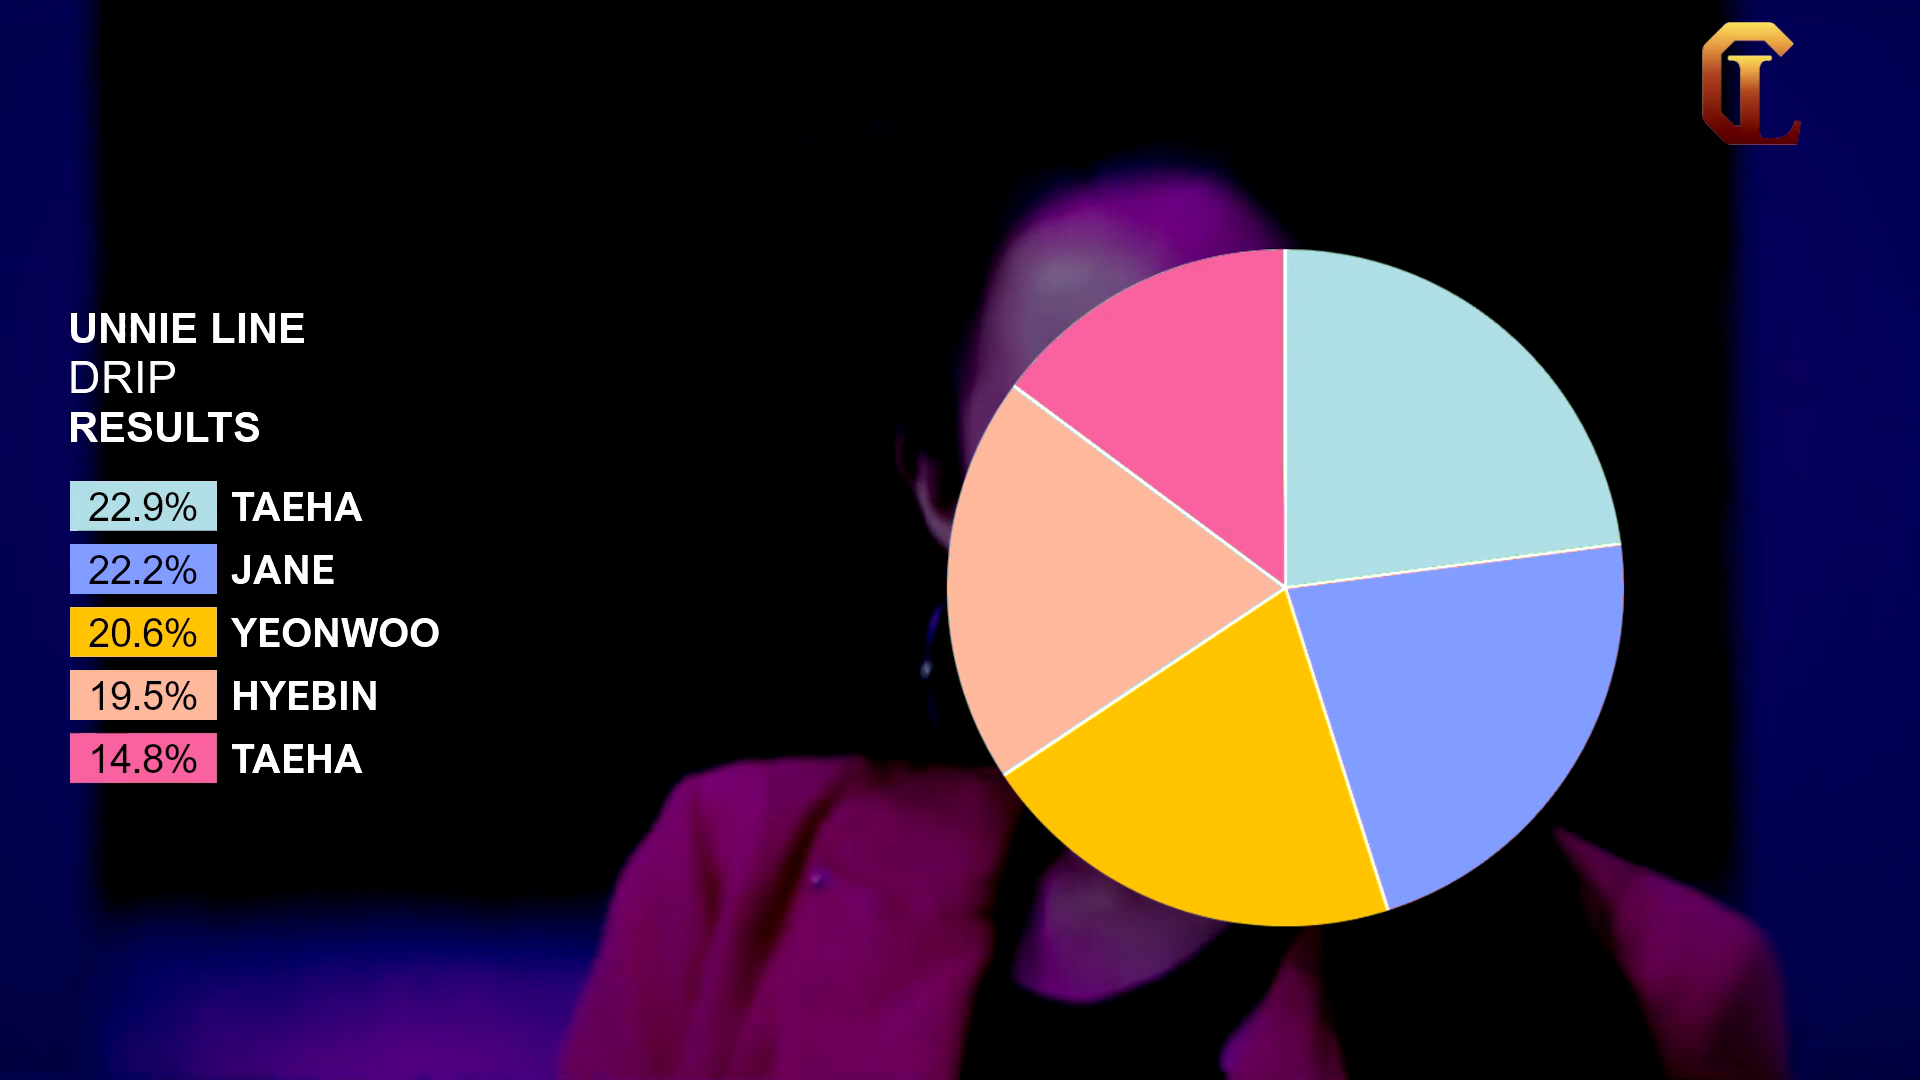 CL
UNNIE LINE
DRIP
RESULTS
22.9% TAEHA
22.2% JANE
20.6% YEONWOO
19.5% HYEBIN
14.8% TAEHA